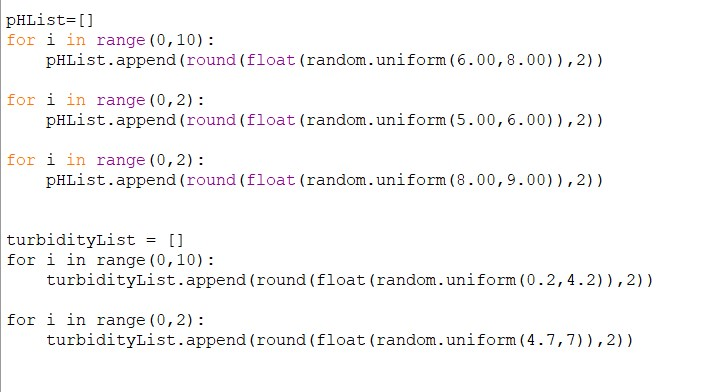 pHList=[]
for i in range(0,10):
    pHList.append(round(float(random.uniform(6.00,8.00)),2))
for i in range(0,2):
    pHList.append(round(float(random.uniform(5.00,6.00)),2))
for i in range(0,2):
    pHList.append(round(float(random.uniform(8.00,9.00)),2))
turbidityList = []
for i in range(0,10):
    turbidityList.append(round(float(random.uniform(0.2,4.2)),2))
for i in range(0,2):
    turbidityList.append(round(float(random.uniform(4.7,7)),2))